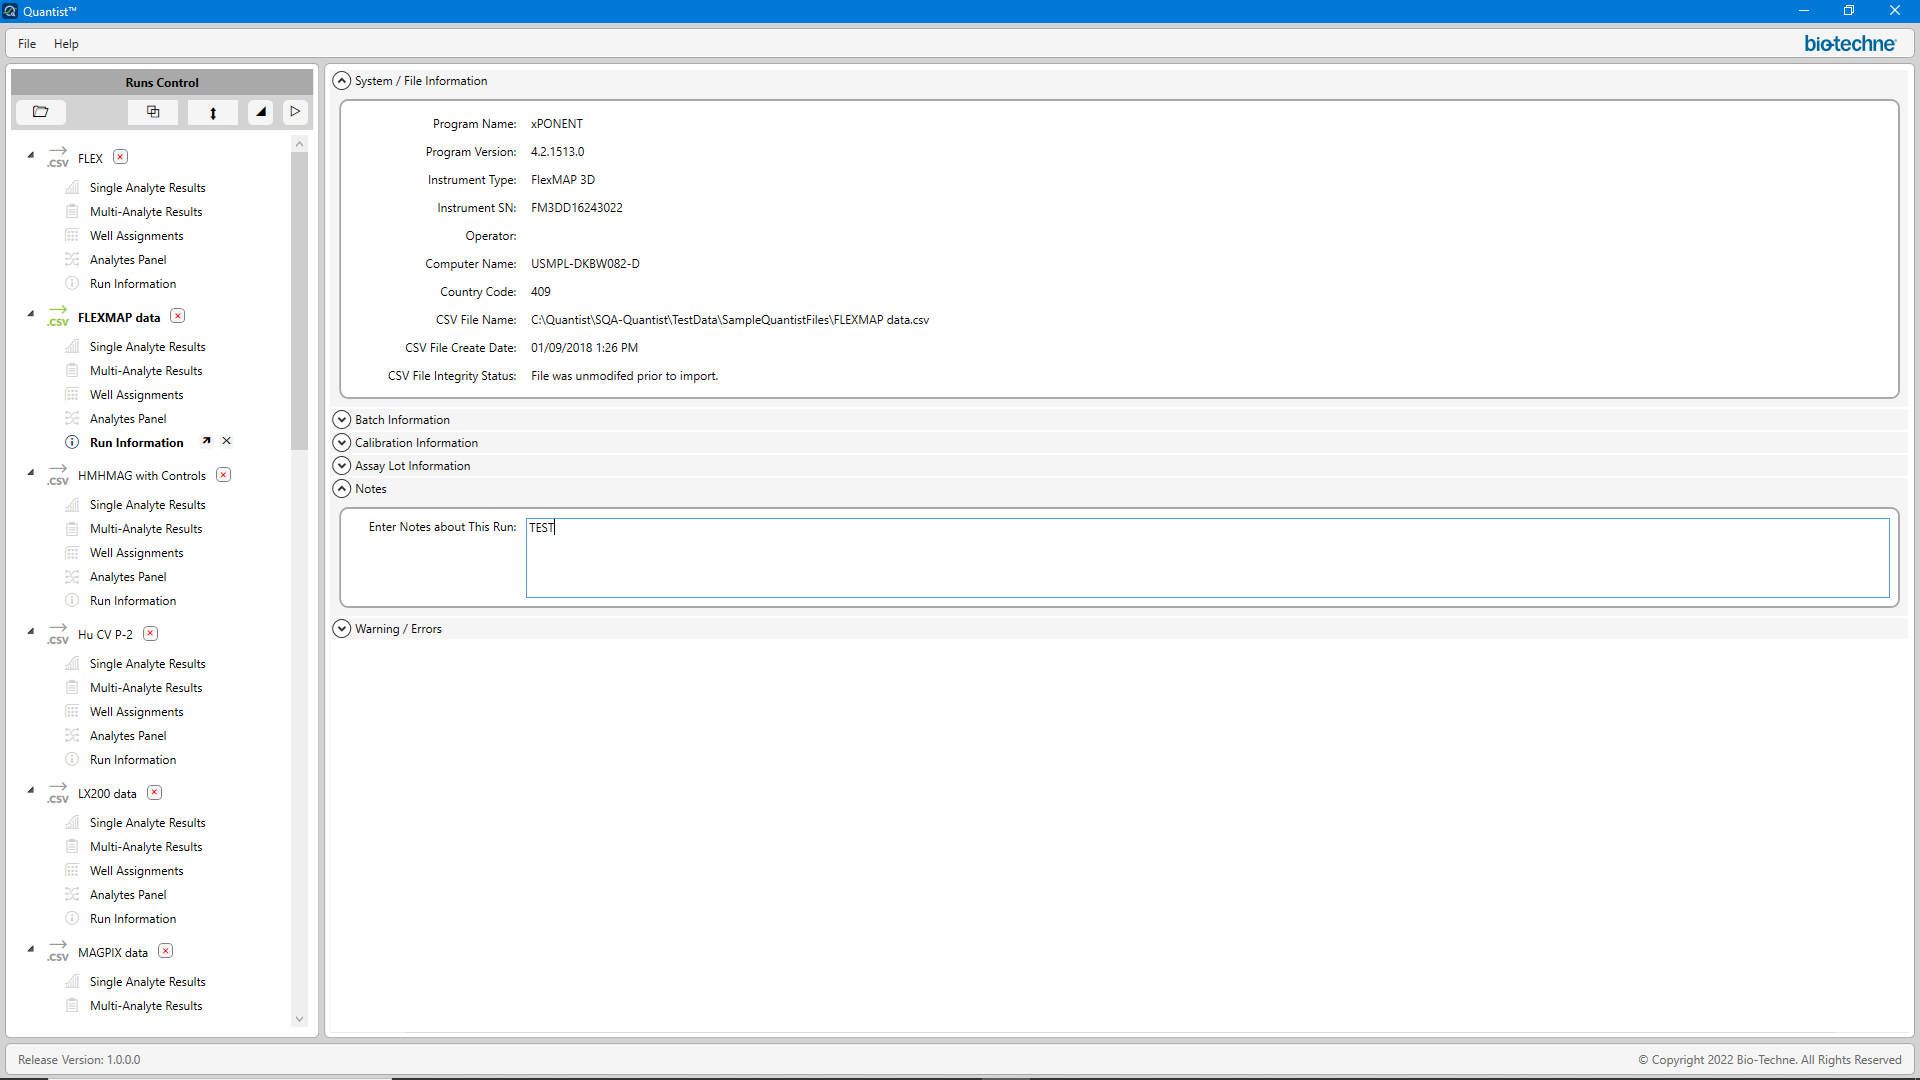 Quantist™
File Help
bio-techne®
Runs Control
.CSV FLEX
Single Analyte Results
Multi-Analyte Results
Well Assignments
Analytes Panel
Run Information
.CSV FLEXMAP data
Single Analyte Results
Multi-Analyte Results
Well Assignments
Analytes Panel
Run Information
.CSV HMHMAG with Controls
Single Analyte Results
Multi-Analyte Results
Well Assignments
Analytes Panel
Run Information
.CSV Hu CV P-2
Single Analyte Results
Multi-Analyte Results
Well Assignments
Analytes Panel
Run Information
.CSV LX200 data
Single Analyte Results
Multi-Analyte Results
Well Assignments
Analytes Panel
Run Information
.CSV MAGPIX data
Single Analyte Results
Multi-Analyte Results
System / File Information
Program Name: xPONENT
Program Version: 4.2.1513.0
Instrument Type: FlexMAP 3D
Instrument SN: FM3DD16243022
Operator:
Computer Name: USMPL-DKBW082-D
Country Code: 409
CSV File Name: C:\Quantist\SQA-Quantist\TestData\SampleQuantistFiles\FLEXMAP data.csv
CSV File Create Date: 01/09/2018 1:26 PM
CSV File Integrity Status: File was unmodifed prior to import.
Batch Information
Calibration Information
Assay Lot Information
Notes
Enter Notes about This Run: TEST
Warning / Errors
Release Version: 1.0.0.0
© Copyright 2022 Bio-Techne. All Rights Reserved